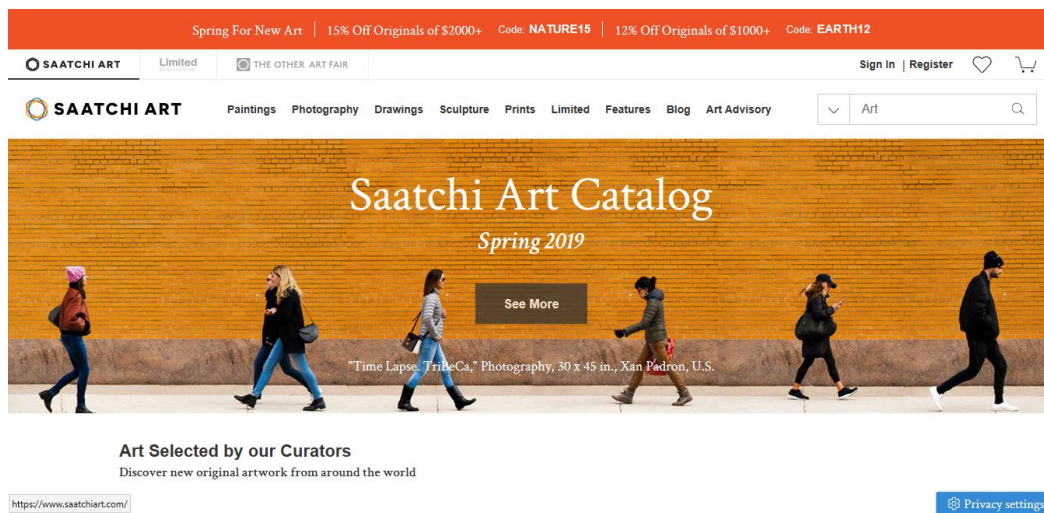 Spring For New Art | 15% Off Originals of $2000+ Code: NATURE15 | 12% Off Originals of $1000+ Code: EARTH12
SAATCHI ART Limited THE OTHER ART FAIR Sign In | Register
SAATCHI ART Paintings Photography Drawings Sculpture Prints Limited Features Blog Art Advisory Art
Saatchi Art Catalog
Spring 2019
See More
"Time Lapse. TriBeCa," Photography, 30 x 45 in., Xan Padron, U.S.
Art Selected by our Curators
Discover new original artwork from around the world
https://www.saatchiart.com/ Privacy settings